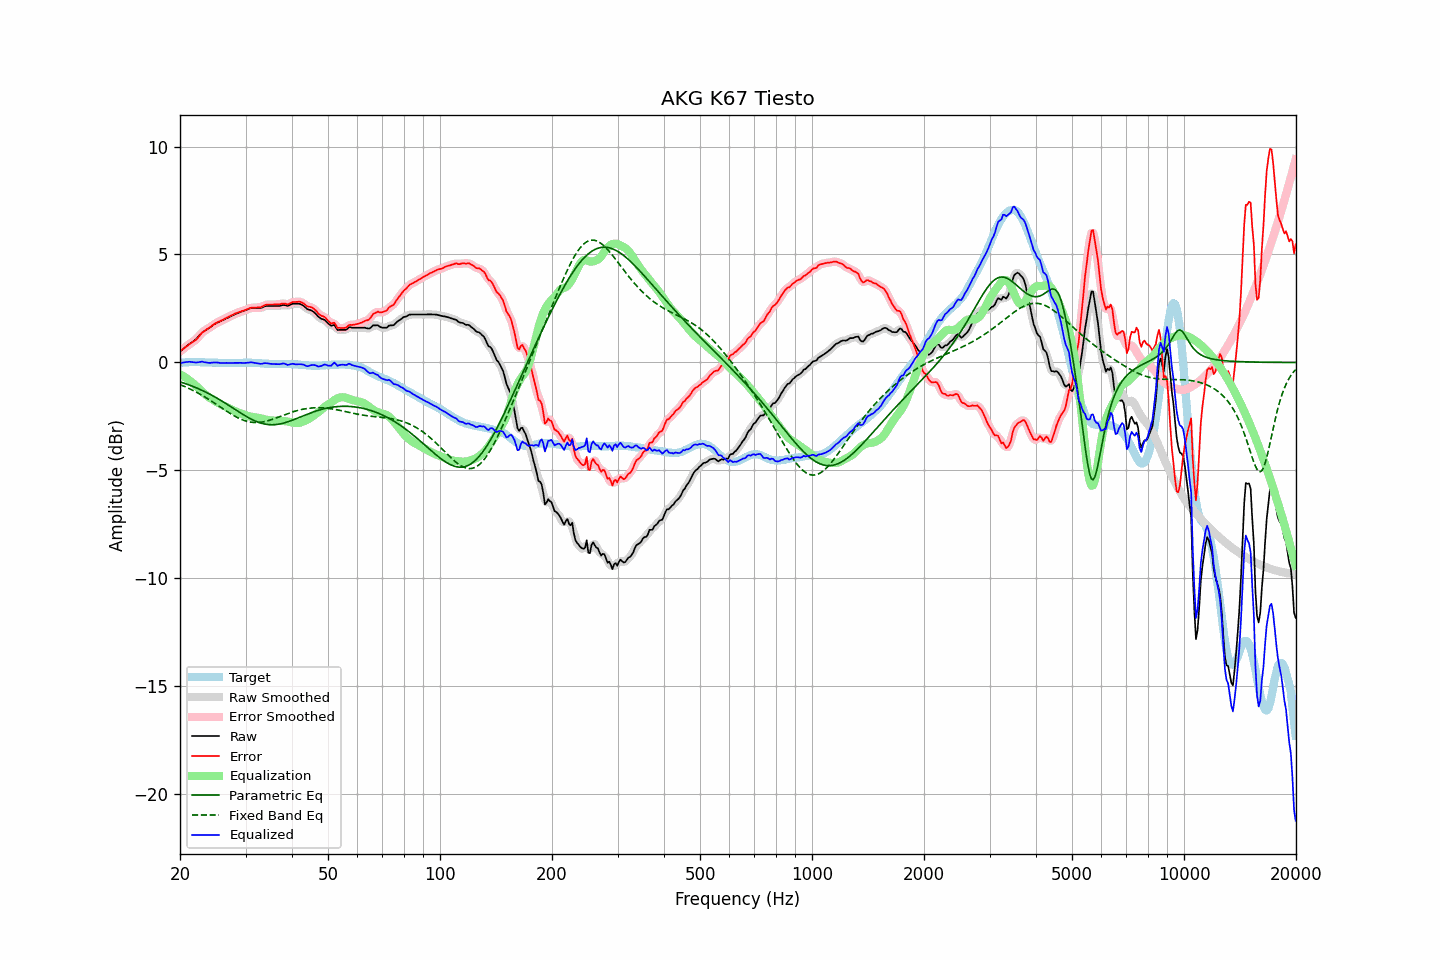 AKG K67 Tiesto
10
5
0
−5
−10
−15
−20
Amplitude (dBr)
Target
Raw Smoothed
Error Smoothed
Raw
Error
Equalization
Parametric Eq
Fixed Band Eq
Equalized
20 50 100 200 500 1000 2000 5000 10000 20000
Frequency (Hz)